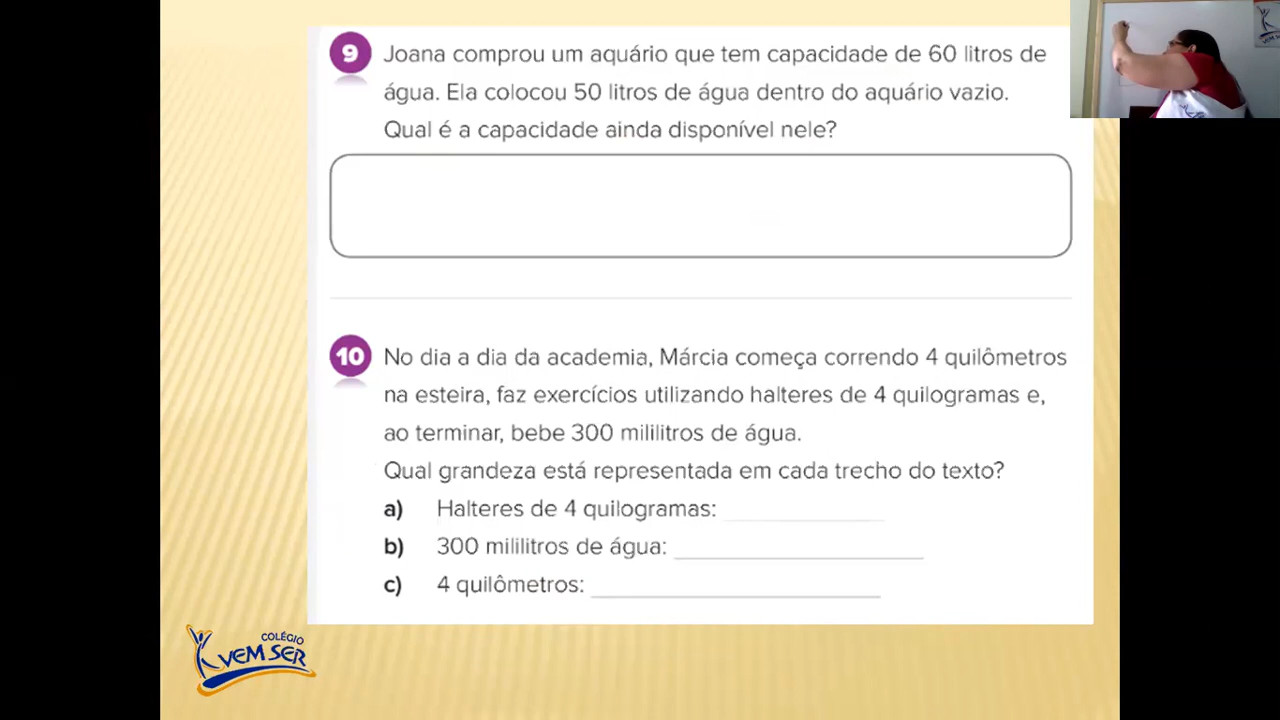 9 Joana comprou um aquário que tem capacidade de 60 litros de
água. Ela colocou 50 litros de água dentro do aquário vazio.
Qual é a capacidade ainda disponível nele?
10 No dia a dia da academia, Márcia começa correndo 4 quilômetros
na esteira, faz exercícios utilizando halteres de 4 quilogramas e,
ao terminar, bebe 300 mililitros de água.
Qual grandeza está representada em cada trecho do texto?
a) Halteres de 4 quilogramas:
b) 300 mililitros de água:
c) 4 quilômetros:
COLÉGIO
VEM SER